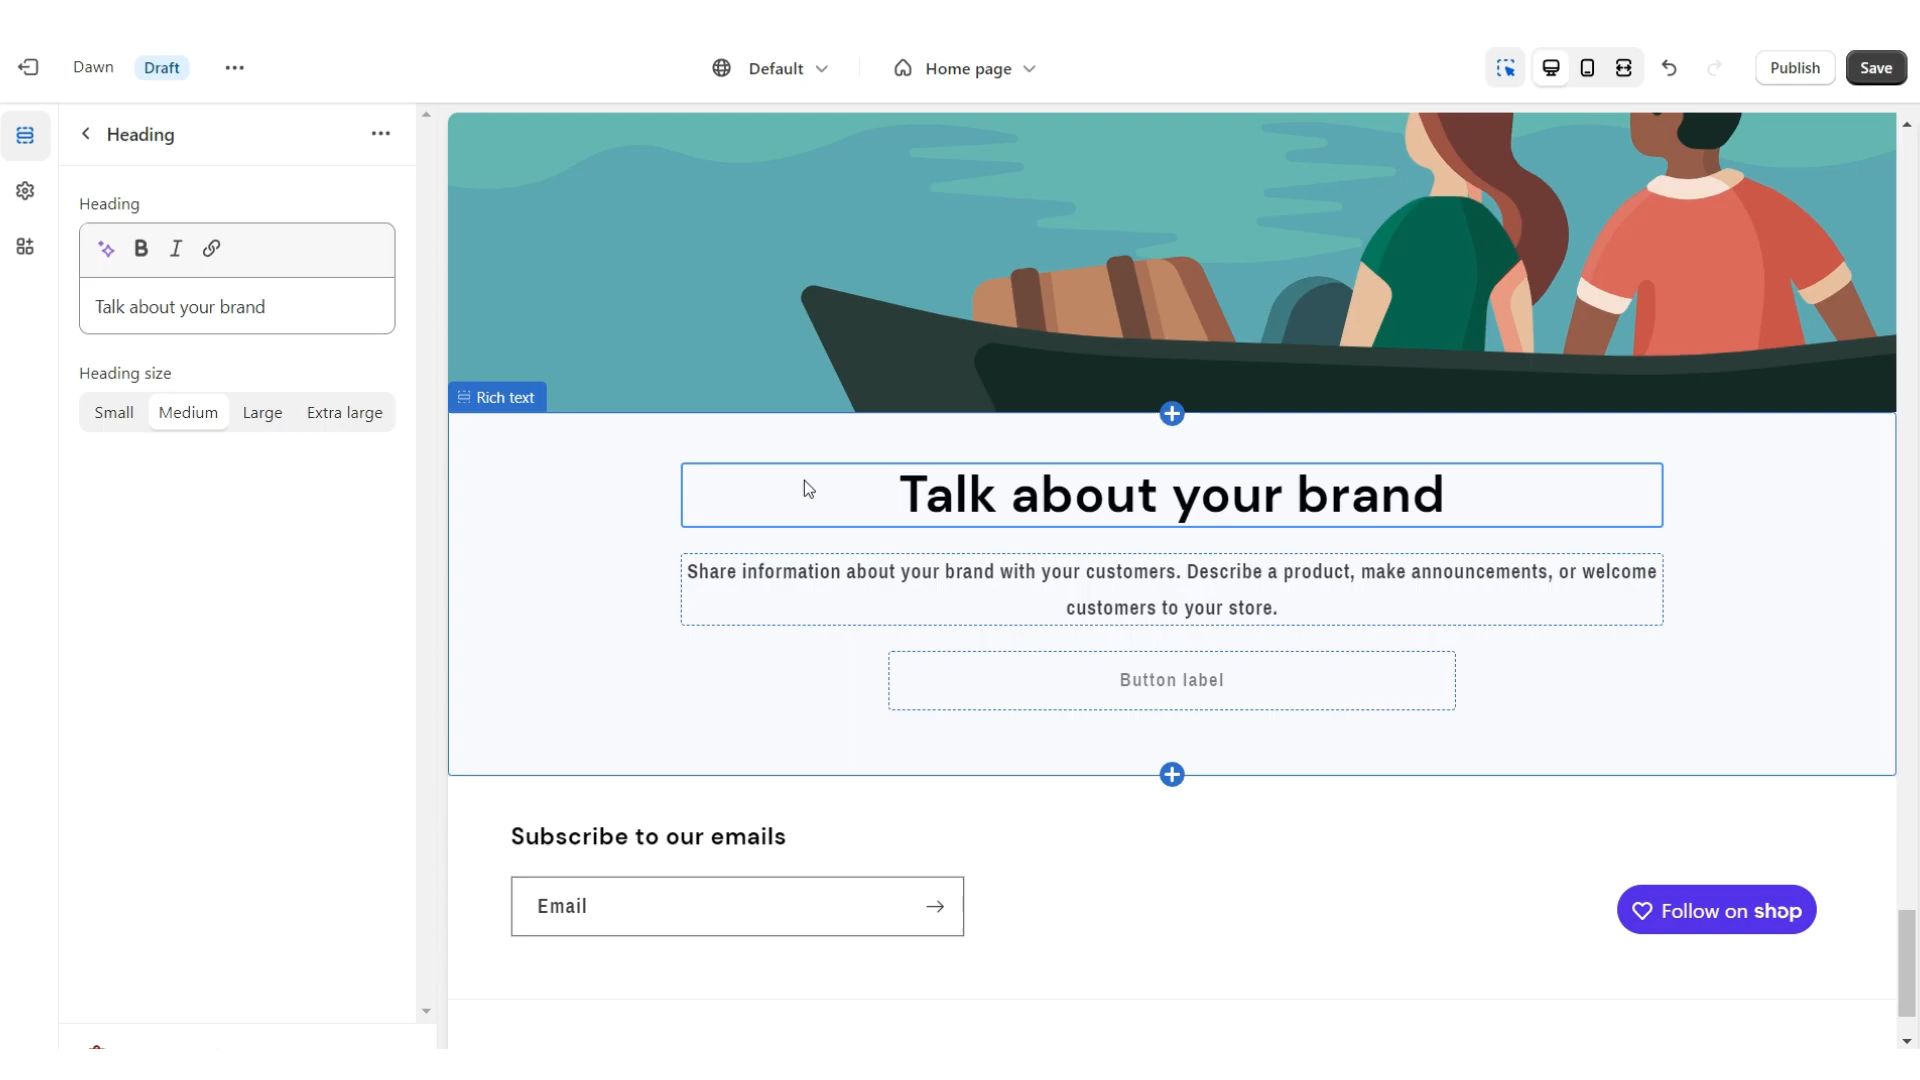 Dawn Draft
Default
Home page
Publish
Save
Heading
Heading
B I
Talk about your brand
Heading size
Small Medium Large Extra large
Rich text
Talk about your brand
Share information about your brand with your customers. Describe a product, make announcements, or welcome
customers to your store.
Button label
Subscribe to our emails
Email
Follow on shop